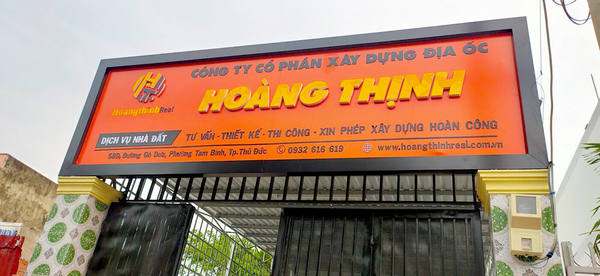 CÔNG TY CỔ PHẦN XÂY DỰNG ĐỊA ỐC
HoangthinhReal
HOÀNG THỊNH
DỊCH VỤ NHÀ ĐẤT
TƯ VẤN - THIẾT KẾ - THI CÔNG - XIN PHÉP XÂY DỰNG HOÀN CÔNG
58D, Đường Gò Dưa, Phường Tam Bình, Tp.Thủ Đức
0932 616 619
www.hoangthinhreal.com.vn